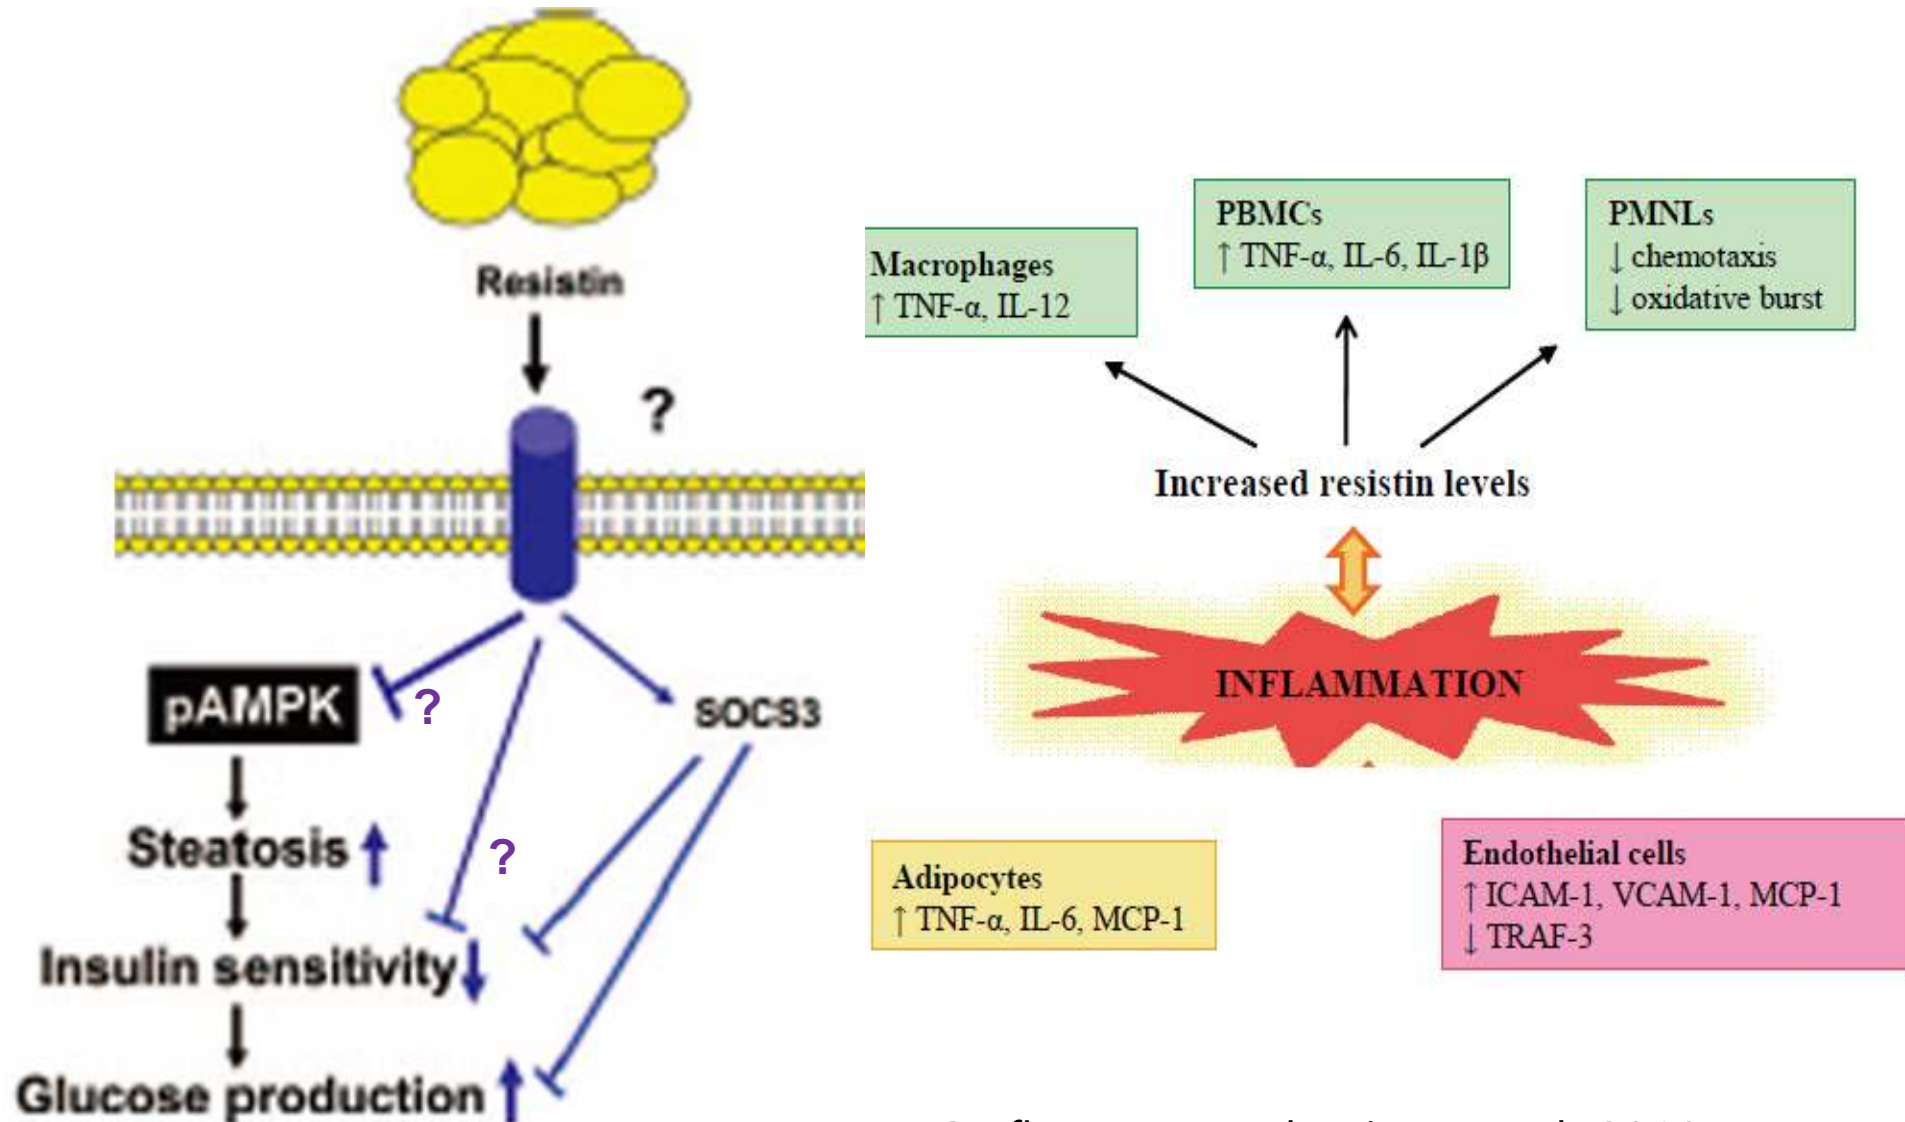 Resistin
?
pAMPK
?
SOCS3
Steatosis
?
Insulin sensitivity
Glucose production
Macrophages
↑ TNF-α, IL-12
PBMCs
↑ TNF-α, IL-6, IL-1β
PMNLs
↓ chemotaxis
↓ oxidative burst
Increased resistin levels
INFLAMMATION
Adipocytes
↑ TNF-α, IL-6, MCP-1
Endothelial cells
↑ ICAM-1, VCAM-1, MCP-1
↓ TRAF-3